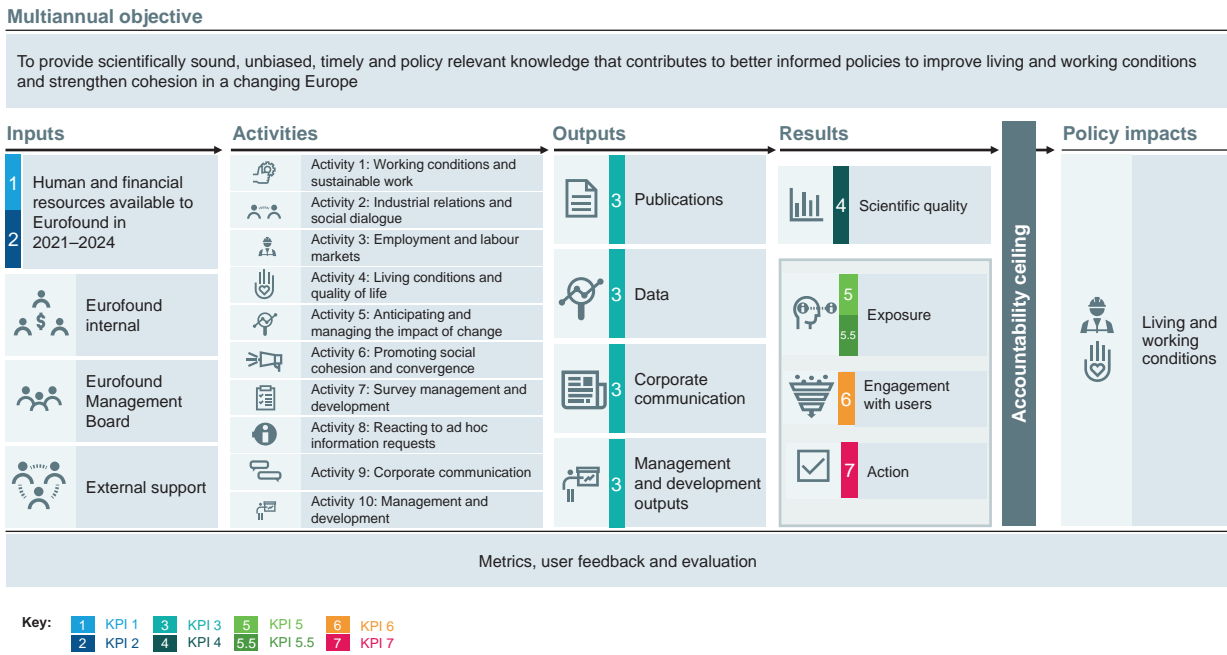 Multiannual objective
To provide scientifically sound, unbiased, timely and policy relevant knowledge that contributes to better informed policies to improve living and working conditions
and strengthen cohesion in a changing Europe
Inputs
1
2
Human and financial
resources available to
Eurofound in
2021–2024
$
Eurofound
internal
Eurofound
Management
Board
External support
Activities
Activity 1: Working conditions and
sustainable work
Activity 2: Industrial relations and
social dialogue
Activity 3: Employment and labour
markets
Activity 4: Living conditions and
quality of life
Activity 5: Anticipating and
managing the impact of change
Activity 6: Promoting social
cohesion and convergence
Activity 7: Survey management and
development
Activity 8: Reacting to ad hoc
information requests
Activity 9: Corporate communication
Activity 10: Management and
development
Outputs
3
Publications
3
Data
3
Corporate
communication
3
Management
and development
outputs
Results
4
Scientific quality
5
5.5
Exposure
6
Engagement
with users
7
Action
Accountability ceiling
Policy impacts
Living and
working
conditions
Metrics, user feedback and evaluation
Key:
1 KPI 1
3 KPI 3
5 KPI 5
6 KPI 6
2 KPI 2
4 KPI 4
5.5 KPI 5.5
7 KPI 7